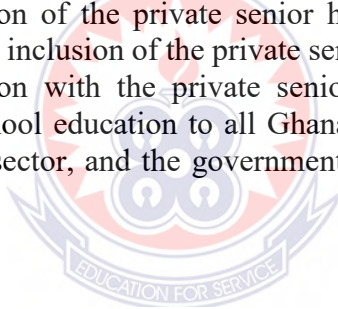 on of the private senior h
inclusion of the private ser
on with the private senio
ool education to all Ghana
sector, and the government
EDUCATION FOR SERVICE